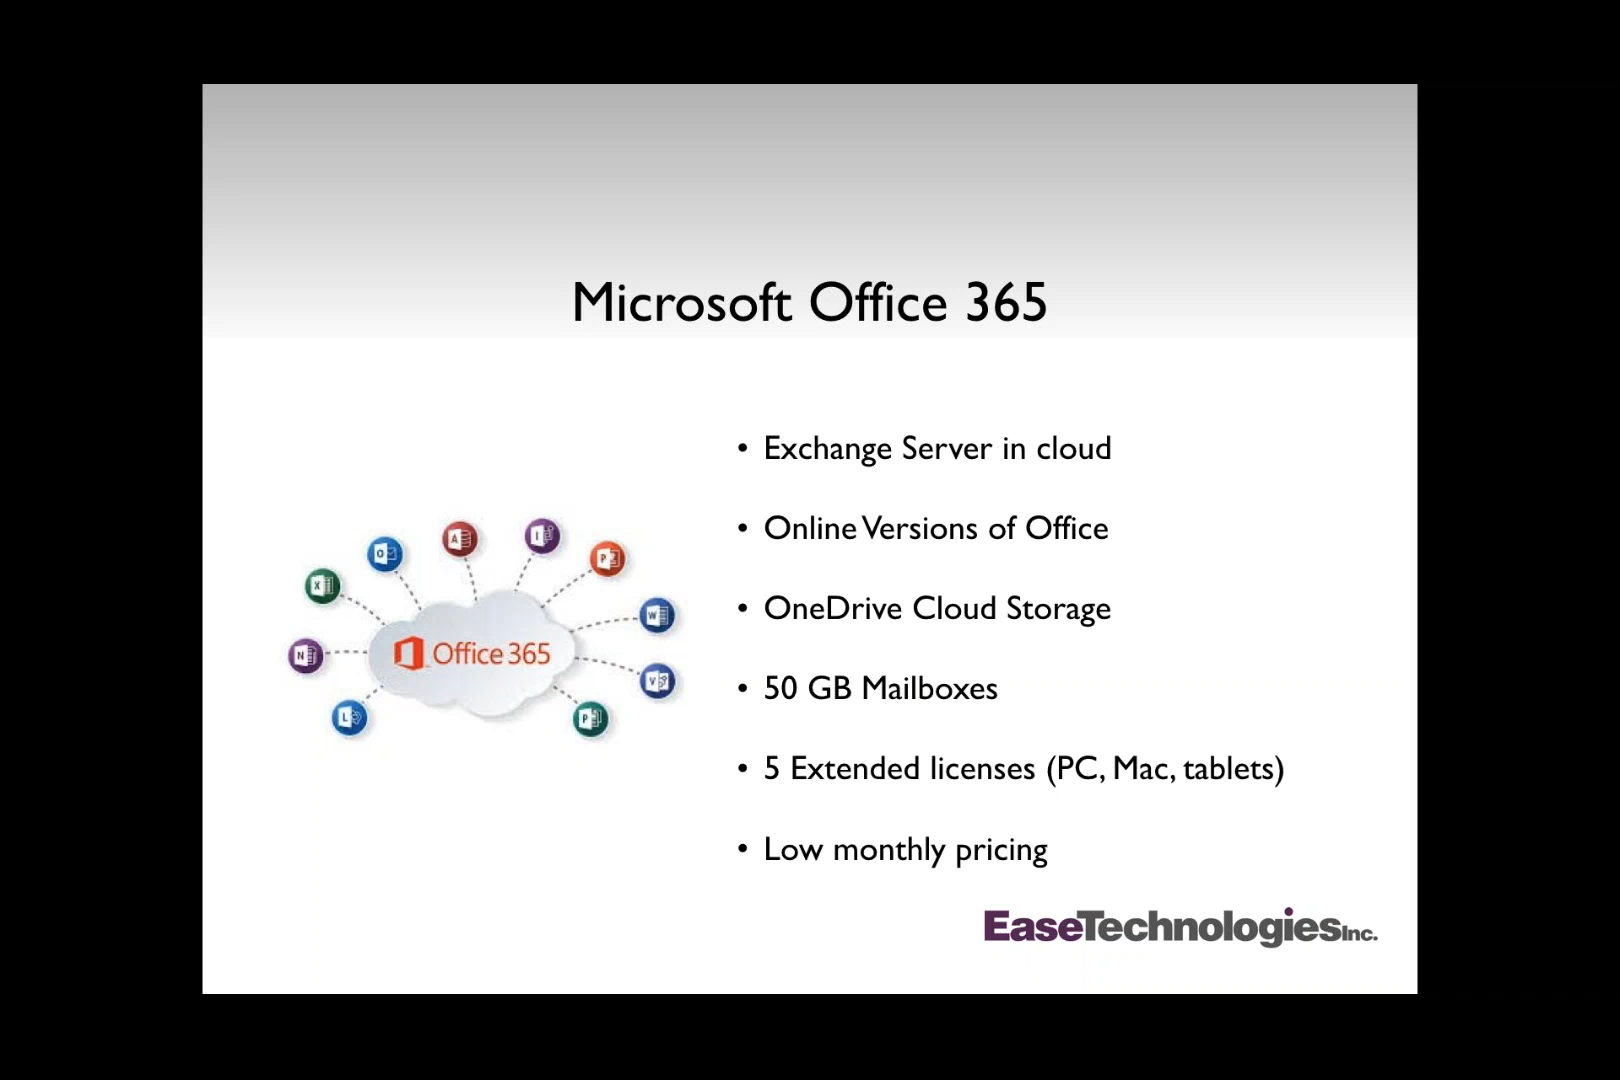 Microsoft Office 365
• Exchange Server in cloud
• Online Versions of Office
• OneDrive Cloud Storage
• 50 GB Mailboxes
• 5 Extended licenses (PC, Mac, tablets)
• Low monthly pricing
O
A
I
P
X
W
N
Office 365
V
L
P
EaseTechnologiesInc.